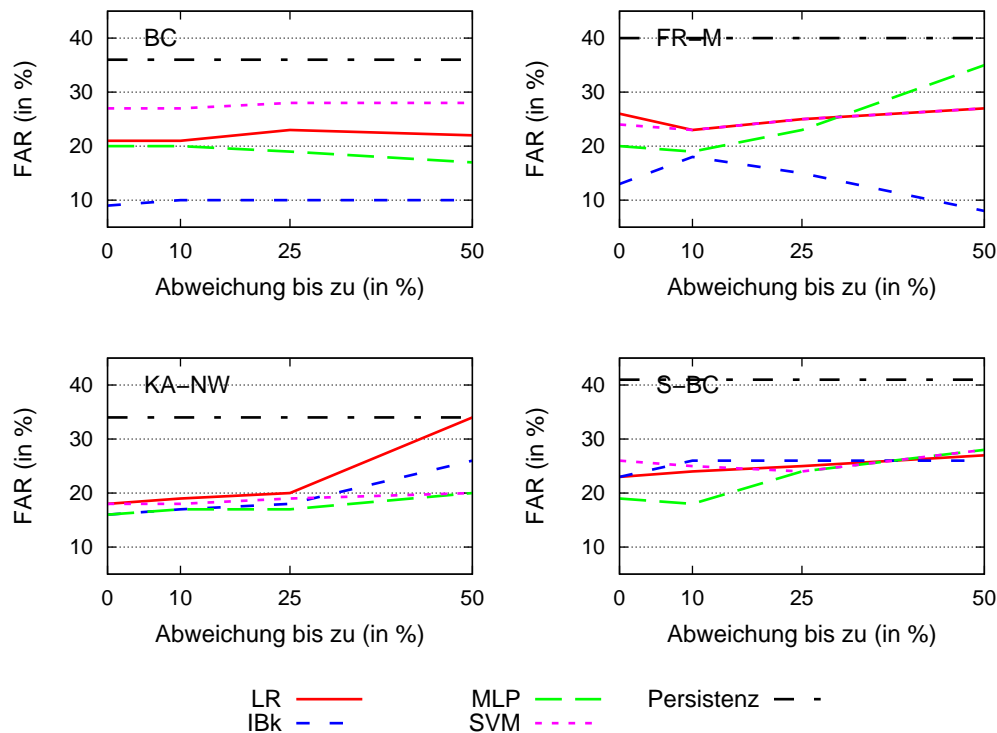 BC
FAR (in %)
40
30
20
10
0 10 25 50
Abweichung bis zu (in %)
FR−M
FAR (in %)
40
30
20
10
0 10 25 50
Abweichung bis zu (in %)
KA−NW
FAR (in %)
40
30
20
10
0 10 25 50
Abweichung bis zu (in %)
S−BC
FAR (in %)
40
30
20
10
0 10 25 50
Abweichung bis zu (in %)
LR MLP Persistenz
IBk SVM